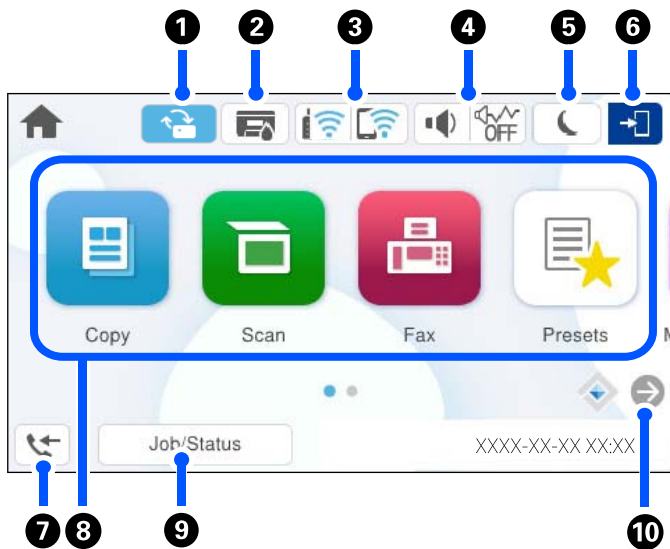 1 2 3 4 5 6
OFF
Copy Scan Fax Presets M
Job/Status XXXX-XX-XX XX:XX
7 8 9 10